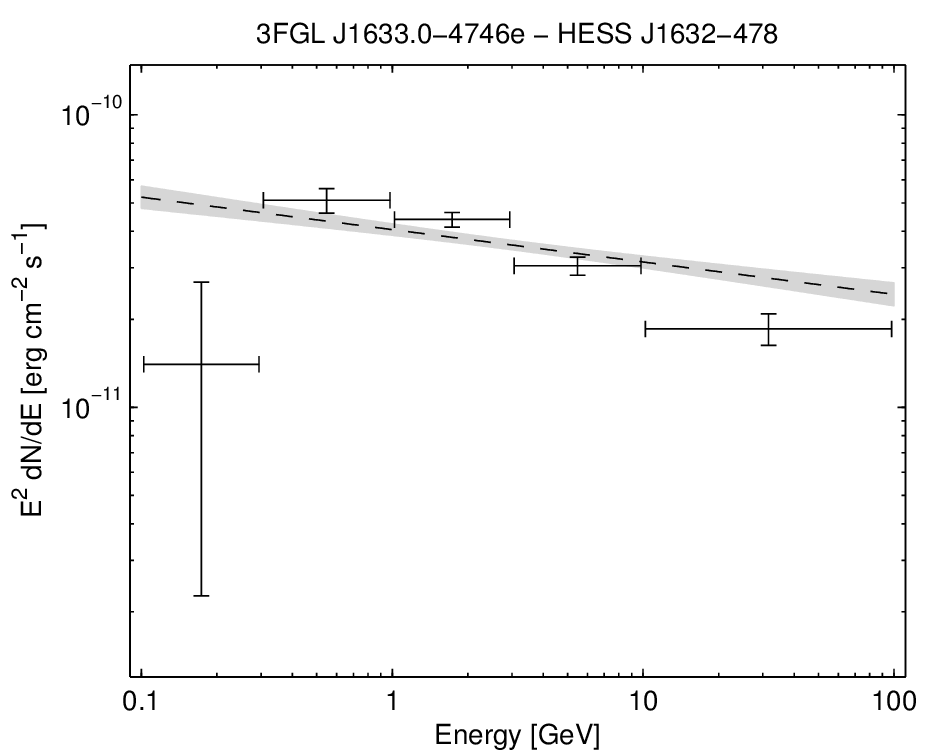 3FGL J1633.0−4746e − HESS J1632−478
10⁻¹⁰
10⁻¹¹
E² dN/dE [erg cm⁻² s⁻¹]
0.1 1 10 100
Energy [GeV]